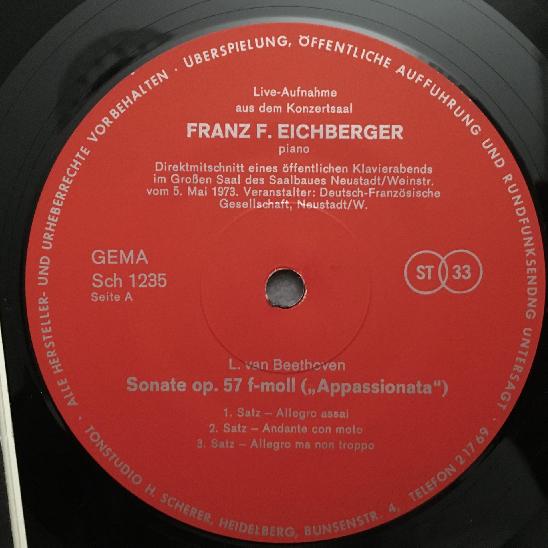 ALLE HERSTELLER- UND URHEBERRECHTE VORBEHALTEN · ÜBERSPIELUNG, ÖFFENTLICHE AUFFÜHRUNG UND RUNDFUNKSENDNG UNTERSAGT ·
Live-Aufnahme
aus dem Konzertsaal
FRANZ F. EICHBERGER
piano
Direktmitschnitt eines öffentlichen Klavierabends
im Großen Saal des Saalbaues Neustadt/Weinstr.
vom 5. Mai 1973. Veranstalter: Deutsch-Französische
Gesellschaft, Neustadt/W.
GEMA
Sch 1235
Seite A
ST 33
L. van Beethoven
Sonate op. 57 f-moll („Appassionata“)
1. Satz – Allegro assai
2. Satz – Andante con moto
3. Satz – Allegro ma non troppo
TONSTUDIO H. SCHERER, HEIDELBERG, BUNSENSTR. 4, TELEFON 2 17 69 ·